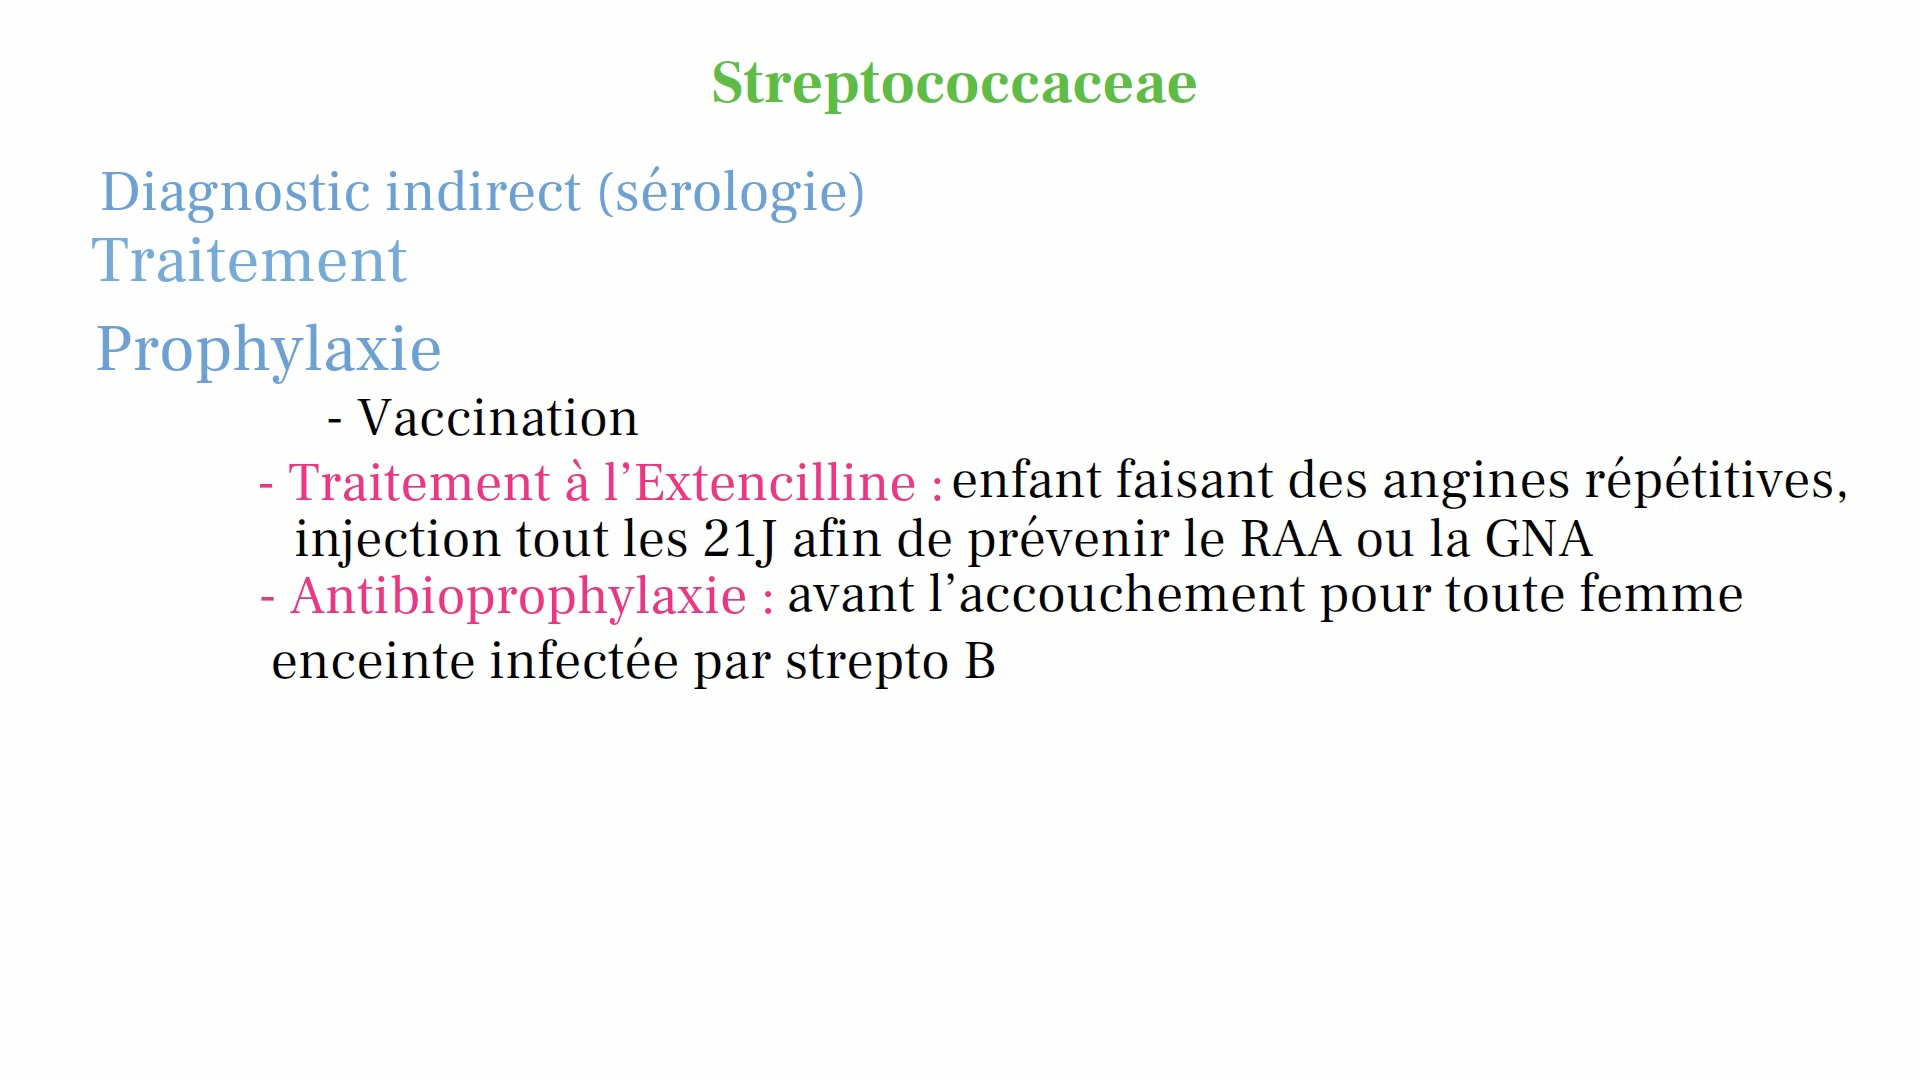 Streptococcaceae
Diagnostic indirect (sérologie)
Traitement
Prophylaxie
- Vaccination
- Traitement à l’Extencilline : enfant faisant des angines répétitives,
injection tout les 21J afin de prévenir le RAA ou la GNA
- Antibioprophylaxie : avant l’accouchement pour toute femme
enceinte infectée par strepto B